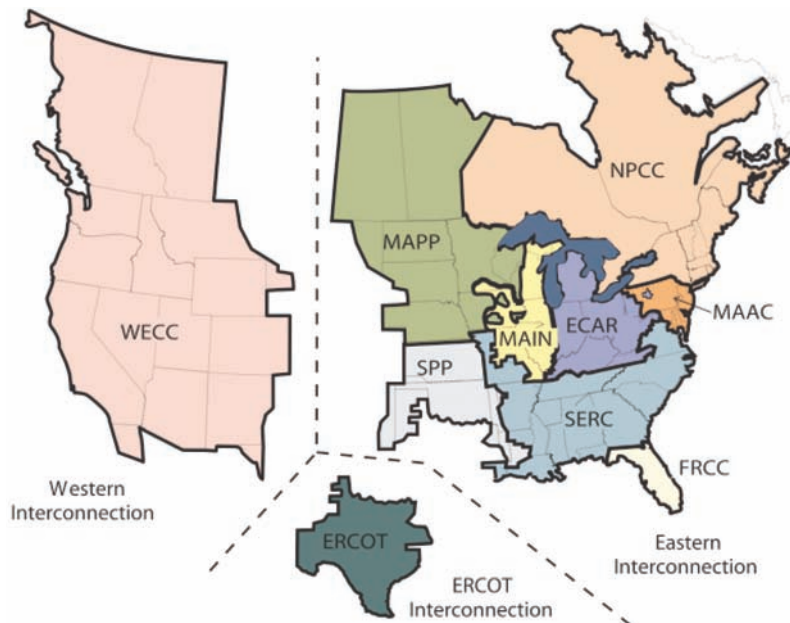 NPCC
MAPP
WECC
MAIN
ECAR
MAAC
SPP
SERC
FRCC
Western
Interconnection
ERCOT
ERCOT
Interconnection
Eastern
Interconnection